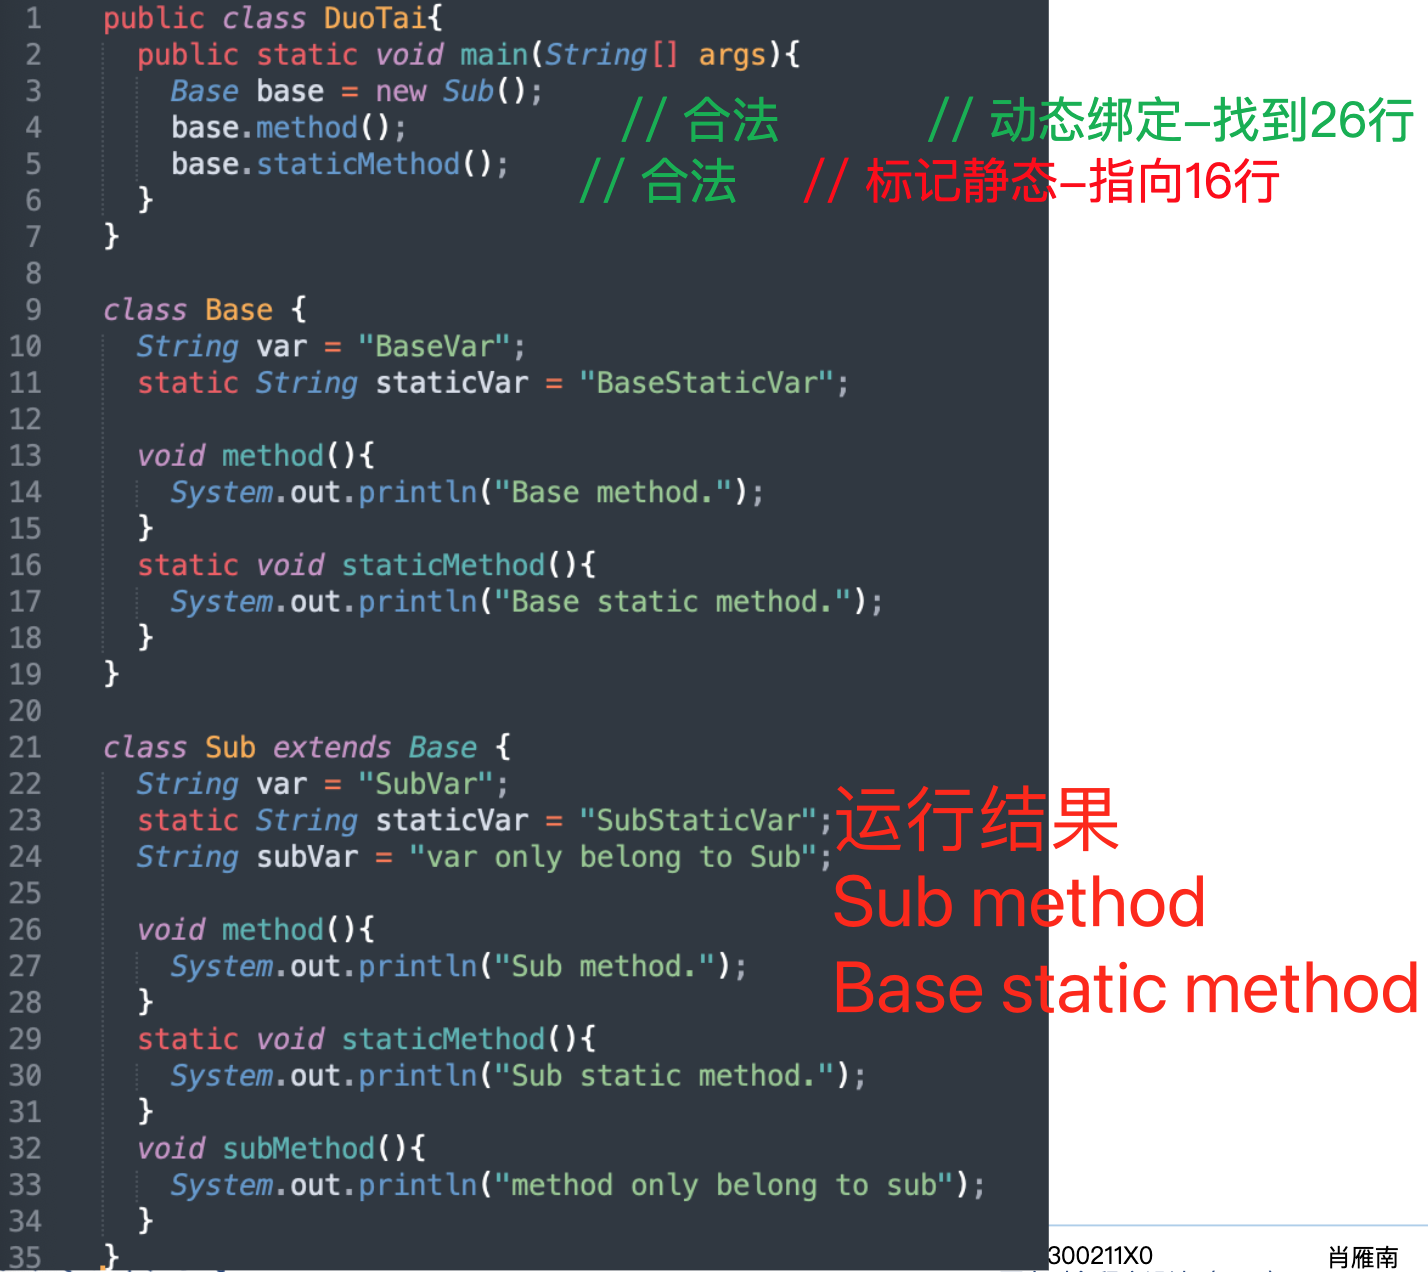 1 public class DuoTai{
2 public static void main(String[] args){
3 Base base = new Sub();
4 base.method(); // 合法 // 动态绑定-找到26行
5 base.staticMethod(); // 合法 // 标记静态-指向16行
6 }
7 }
8
9 class Base {
10 String var = "BaseVar";
11 static String staticVar = "BaseStaticVar";
12
13 void method(){
14 System.out.println("Base method.");
15 }
16 static void staticMethod(){
17 System.out.println("Base static method.");
18 }
19 }
20
21 class Sub extends Base {
22 String var = "SubVar";
23 static String staticVar = "SubStaticVar"; 运行结果
24 String subVar = "var only belong to Sub";
25
26 void method(){ Sub method
27 System.out.println("Sub method."); Base static method
28 }
29 static void staticMethod(){
30 System.out.println("Sub static method.");
31 }
32 void subMethod(){
33 System.out.println("method only belong to sub");
34 }
35 }
300211X0 肖雁南